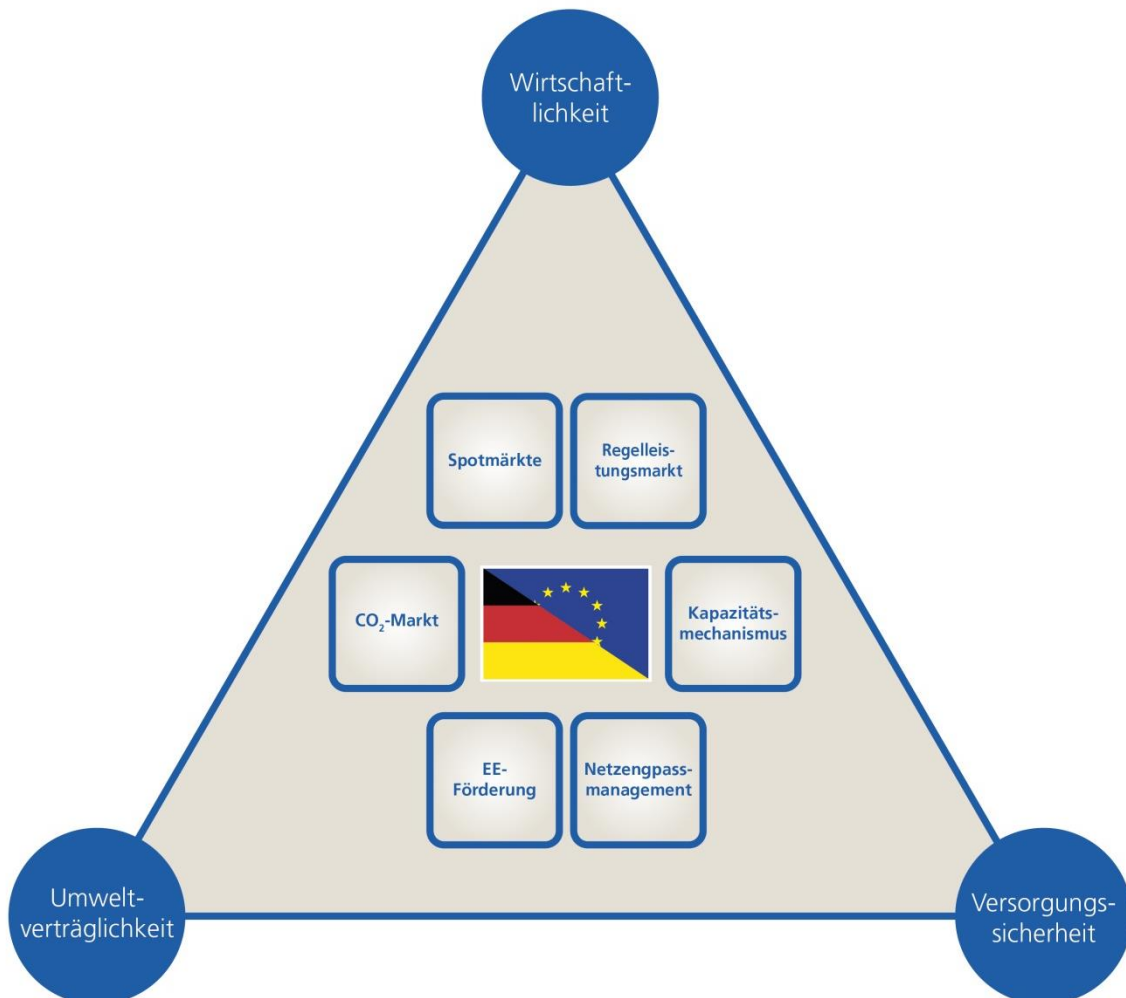 Wirtschaft-
lichkeit
Spotmärkte
Regelleis-
tungsmarkt
CO₂-Markt
Kapazitäts-
mechanismus
EE-
Förderung
Netzengpass-
management
Umwelt-
verträglichkeit
Versorgungs-
sicherheit